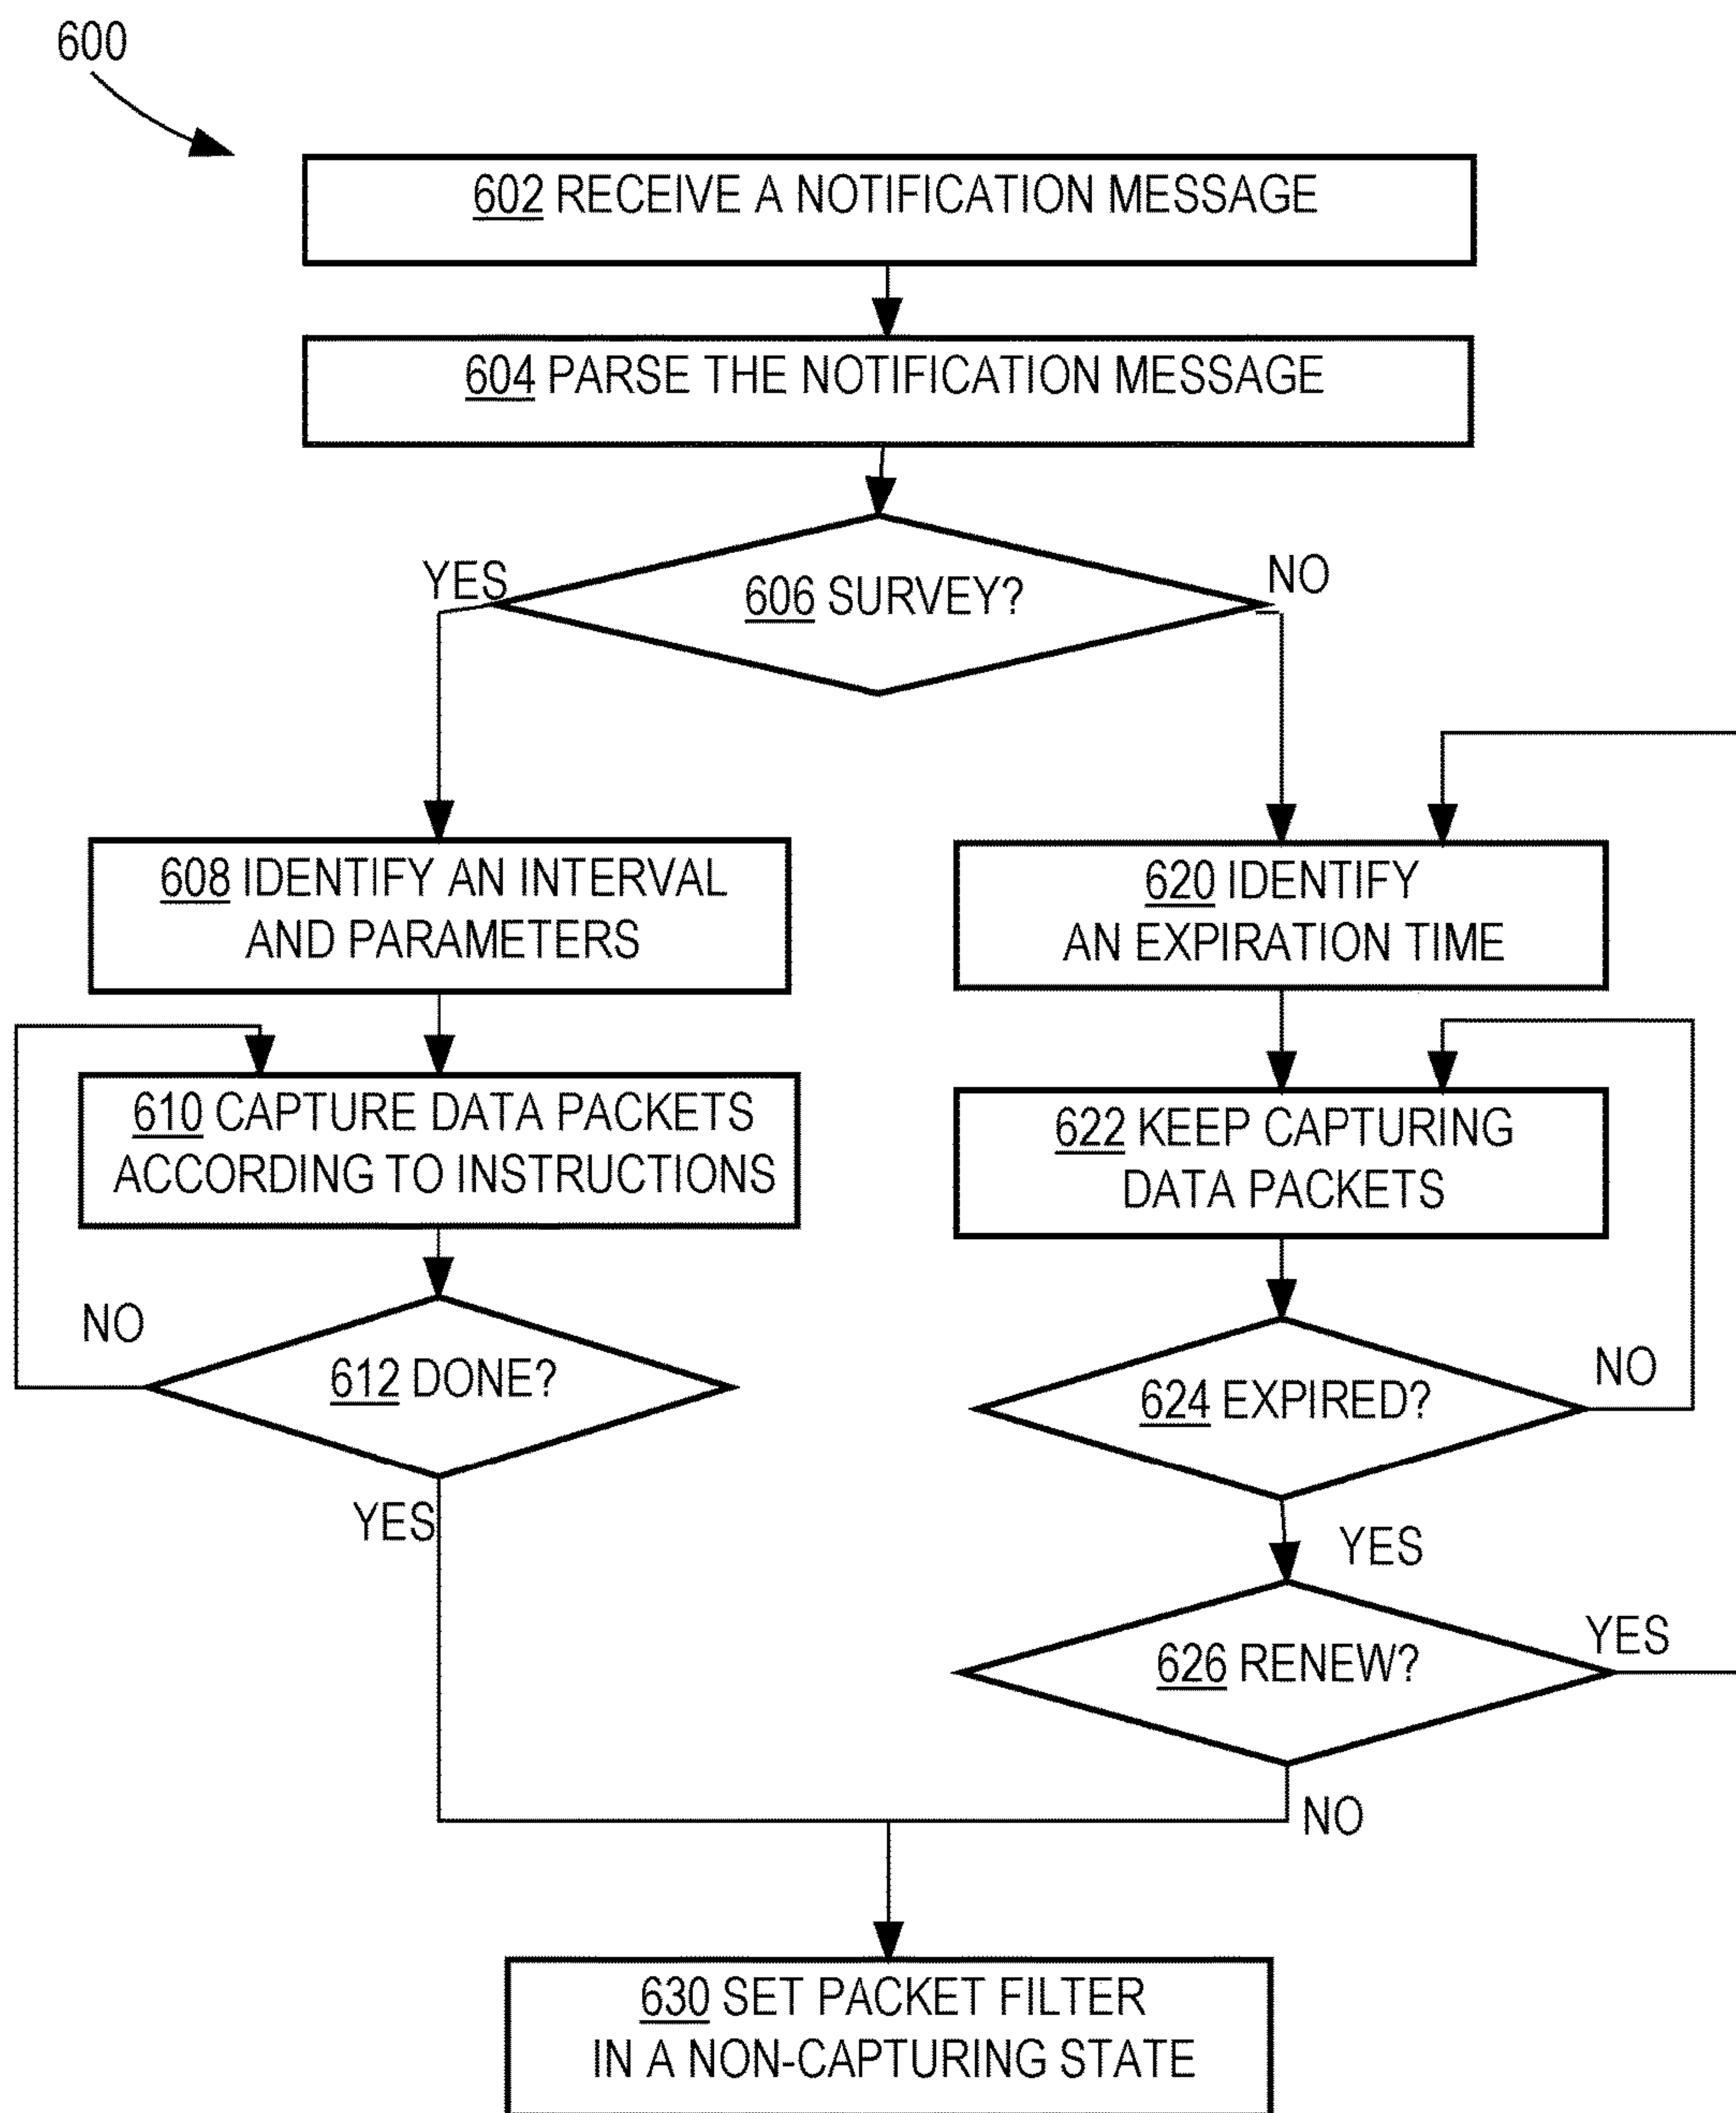 600
602 RECEIVE A NOTIFICATION MESSAGE
604 PARSE THE NOTIFICATION MESSAGE
YES
606 SURVEY?
NO
608 IDENTIFY AN INTERVAL
AND PARAMETERS
620 IDENTIFY
AN EXPIRATION TIME
610 CAPTURE DATA PACKETS
ACCORDING TO INSTRUCTIONS
622 KEEP CAPTURING
DATA PACKETS
NO
612 DONE?
624 EXPIRED?
NO
YES
YES
626 RENEW?
YES
NO
630 SET PACKET FILTER
IN A NON-CAPTURING STATE